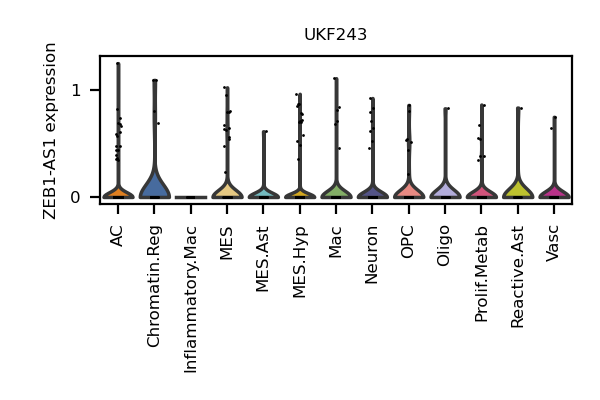 UKF243
ZEB1-AS1 expression
1
0
AC
Chromatin.Reg
Inflammatory.Mac
MES
MES.Ast
MES.Hyp
Mac
Neuron
OPC
Oligo
Prolif.Metab
Reactive.Ast
Vasc